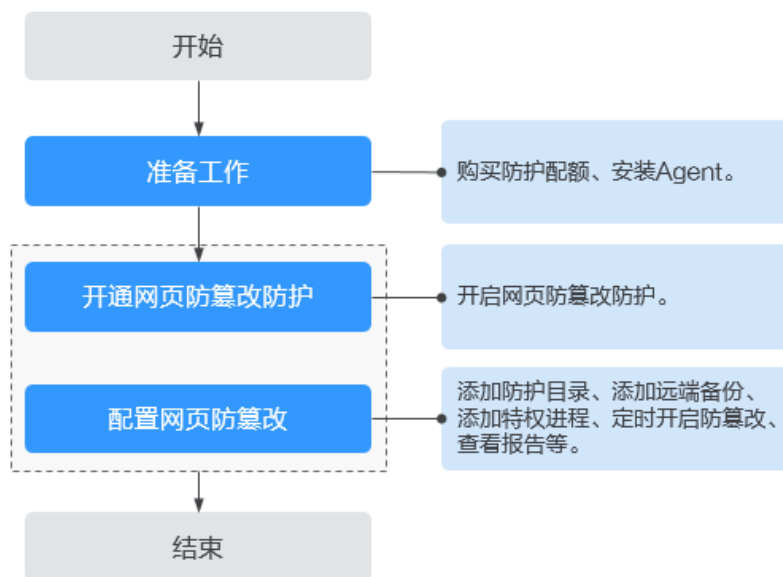 开始
准备工作
购买防护配额、安装Agent。
开通网页防篡改防护
开启网页防篡改防护。
配置网页防篡改
添加防护目录、添加远端备份、
添加特权进程、定时开启防篡改、
查看报告等。
结束